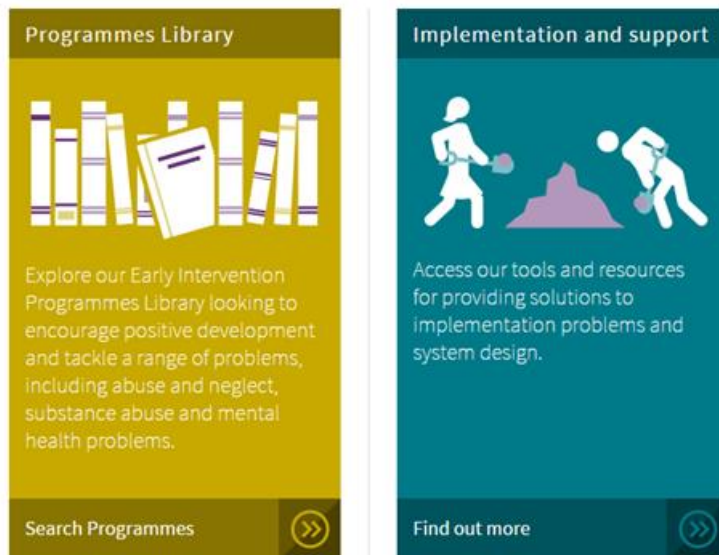 Programmes Library
Explore our Early Intervention
Programmes Library looking to
encourage positive development
and tackle a range of problems,
including abuse and neglect,
substance abuse and mental
health problems.
Search Programmes
Implementation and support
Access our tools and resources
for providing solutions to
implementation problems and
system design.
Find out more